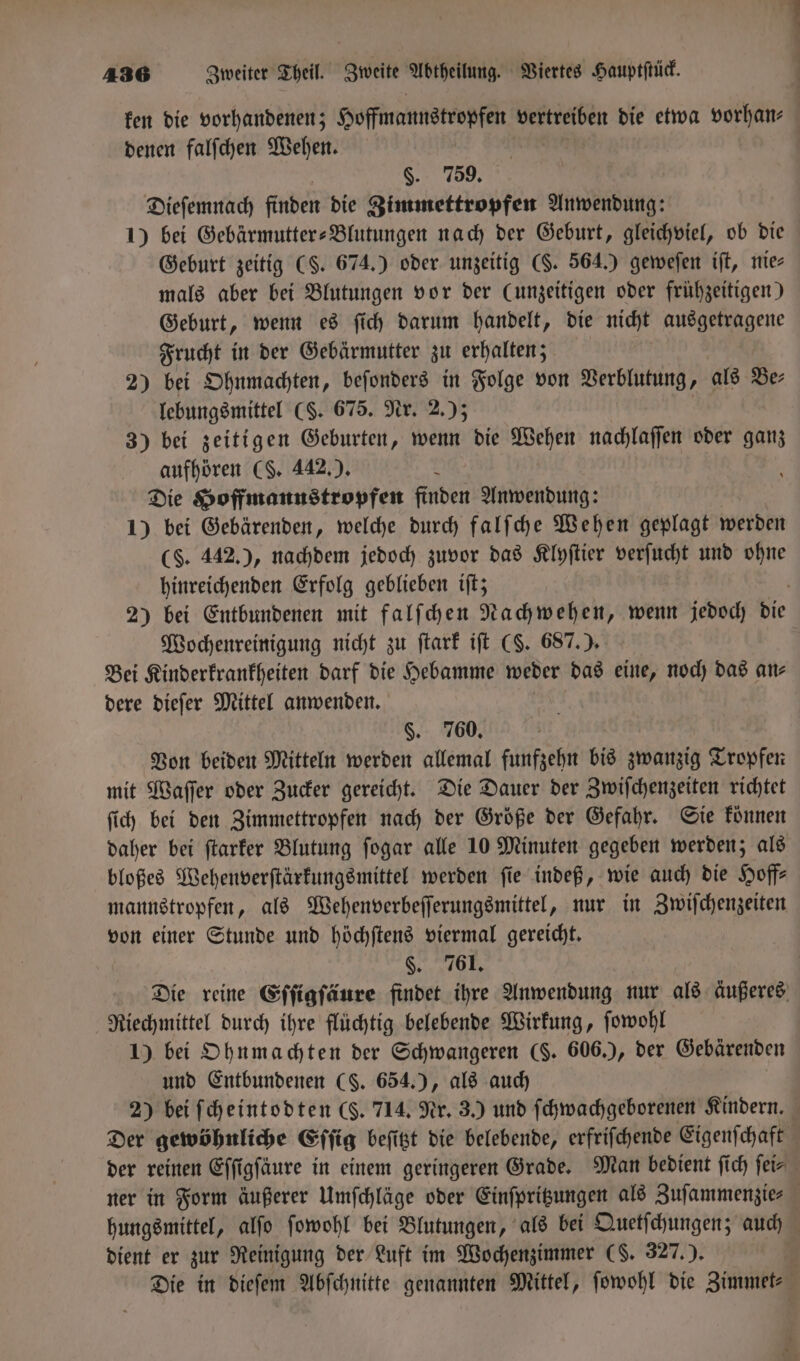 436 Zweiter Theil. Zweite Abtheilung. Viertes Hauptſtück.
ken die vorhandenen; Hoffmannstropfen vertreiben die etwa vorhan⸗
denen falſchen Wehen.
§. 759.
Dieſemnach finden die Zimmettropfen Anwendung:
1) bei Gebärmutter⸗Blutungen nach der Geburt, gleichviel, ob die
Geburt zeitig (§. 674.) oder unzeitig (§. 564.) geweſen iſt, nie⸗
mals aber bei Blutungen vor der (unzeitigen oder frühzeitigen)
Geburt, wenn es ſich darum handelt, die nicht ausgetragene
Frucht in der Gebärmutter zu erhalten;
2) bei Ohnmachten, beſonders in Folge von Verblutung, als Be⸗
lebungsmittel (§. 675. Nr. 2.);
3) bei zeitigen Geburten, wenn die Wehen nachlaſſen oder ganz
aufhören (§. 442.).
Die Hoffmannstropfen finden Anwendung:
1) bei Gebärenden, welche durch falſche Wehen geplagt werden
(§. 442.), nachdem jedoch zuvor das Klyſtier verſucht und ohne
hinreichenden Erfolg geblieben iſt;
2) bei Entbundenen mit falſchen Nachwehen, wenn jedoch die
Wochenreinigung nicht zu ſtark iſt (§. 687.).
Bei Kinderkrankheiten darf die Hebamme weder das eine, noch das an⸗
dere dieſer Mittel anwenden.
§. 760.
Von beiden Mitteln werden allemal funfzehn bis zwanzig Tropfen
mit Waſſer oder Zucker gereicht. Die Dauer der Zwiſchenzeiten richtet
ſich bei den Zimmettropfen nach der Größe der Gefahr. Sie können
daher bei ſtarker Blutung ſogar alle 10 Minuten gegeben werden; als
bloßes Wehenverſtärkungsmittel werden ſie indeß, wie auch die Hoff⸗
mannstropfen, als Wehenverbeſſerungsmittel, nur in Zwiſchenzeiten
von einer Stunde und höchſtens viermal gereicht.
§. 761.
Die reine Eſſigſäure findet ihre Anwendung nur als äußeres
Riechmittel durch ihre flüchtig belebende Wirkung, ſowohl
1) bei Ohnmachten der Schwangeren (§. 606.), der Gebärenden
und Entbundenen (§. 654.), als auch
2) bei ſcheintodten (§. 714. Nr. 3.) und ſchwachgeborenen Kindern.
Der gewöhnliche Eſſig beſitzt die belebende, erfriſchende Eigenſchaft
der reinen Eſſigſäure in einem geringeren Grade. Man bedient ſich ſei⸗
ner in Form äußerer Umſchläge oder Einſpritzungen als Zuſammenzie⸗
hungsmittel, alſo ſowohl bei Blutungen, als bei Quetſchungen; auch
dient er zur Reinigung der Luft im Wochenzimmer (§. 327.).
Die in dieſem Abſchnitte genannten Mittel, ſowohl die Zimmet⸗